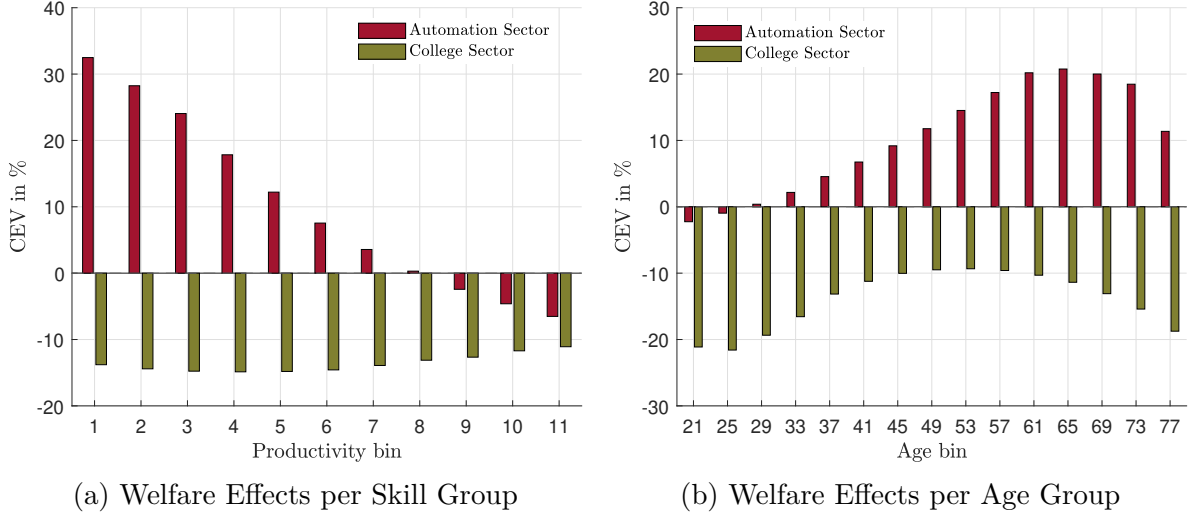 40
30
20
10
0
-10
-20
CEV in %
Automation Sector
College Sector
1 2 3 4 5 6 7 8 9 10 11
Productivity bin
(a) Welfare Effects per Skill Group
30
20
10
0
-10
-20
-30
CEV in %
Automation Sector
College Sector
21 25 29 33 37 41 45 49 53 57 61 65 69 73 77
Age bin
(b) Welfare Effects per Age Group